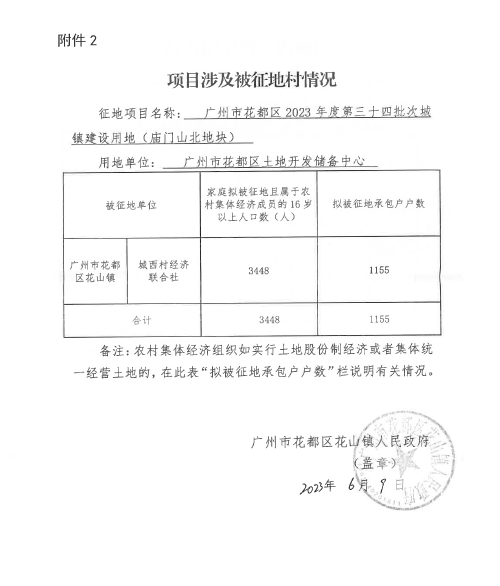 附件 2
项目涉及被征地村情况
征地项目名称：广州市花都区 2023 年度第三十四批次城
镇建设用地（庙门山北地块）
用地单位：广州市花都区土地开发储备中心
被征地单位
家庭拟被征地且属于农
村集体经济成员的 16 岁
以上人口数（人）
拟被征地承包户户数
广州市花都
区花山镇
城西村经济
联合社
3448
1155
合计
3448
1155
备注：农村集体经济组织如实行土地股份制经济或者集体统
一经营土地的，在此表“拟被征地承包户户数”栏说明有关情况。
广州市花都区花山镇人民政府
（盖章）
2023年 6月 9日